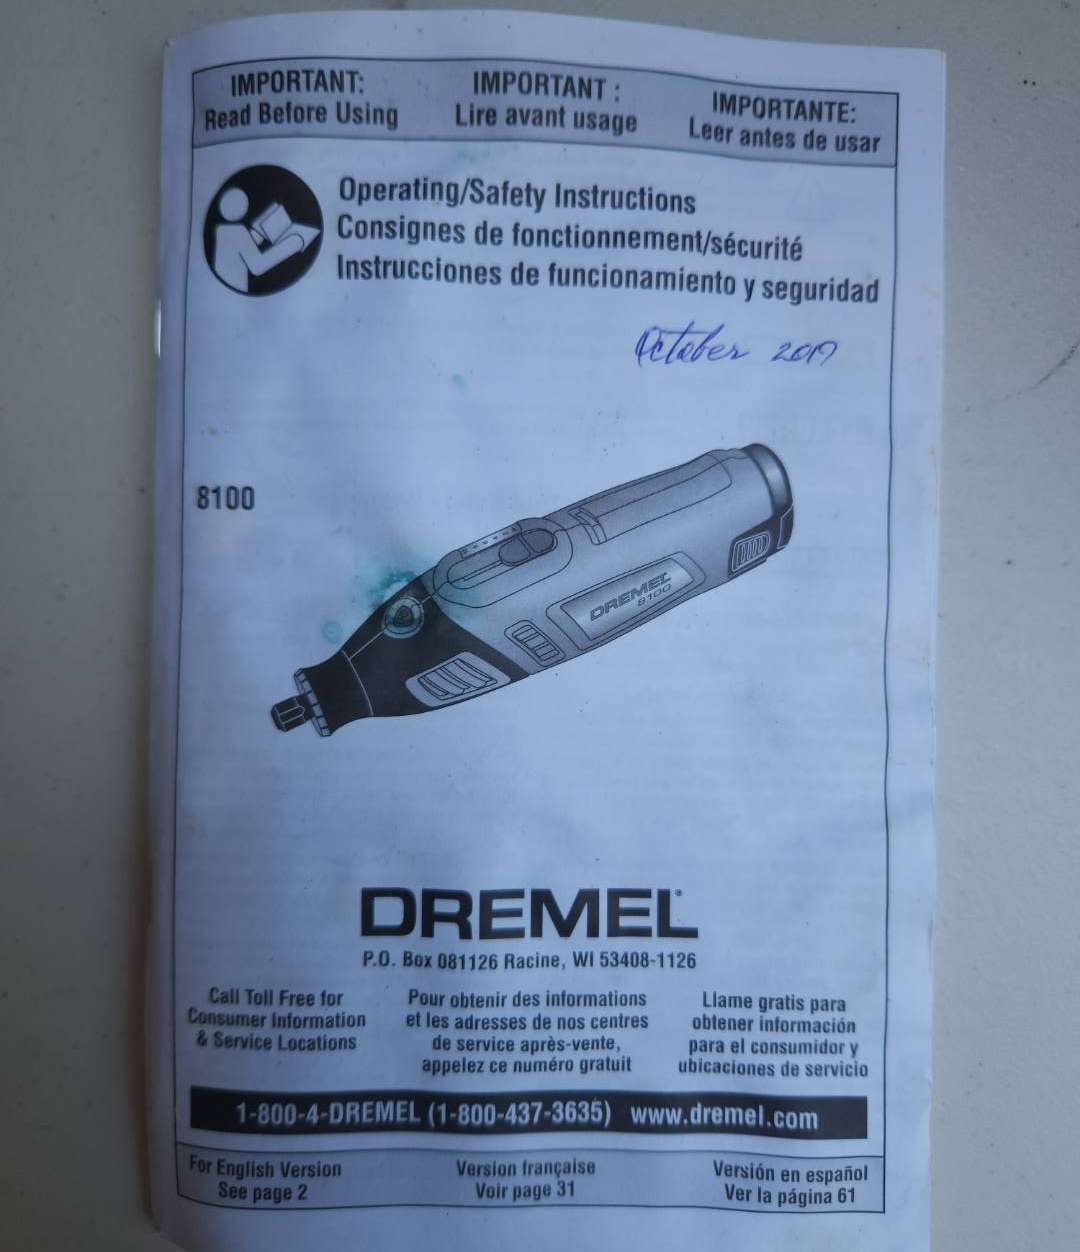 IMPORTANT:
Read Before Using
IMPORTANT :
Lire avant usage
IMPORTANTE:
Leer antes de usar
Operating/Safety Instructions
Consignes de fonctionnement/sécurité
Instrucciones de funcionamiento y seguridad
October 2017
8100
DREMEL
8100
DREMEL®
P.O. Box 081126 Racine, WI 53408-1126
Call Toll Free for
Consumer Information
& Service Locations
Pour obtenir des informations
et les adresses de nos centres
de service après-vente,
appelez ce numéro gratuit
Llame gratis para
obtener información
para el consumidor y
ubicaciones de servicio
1-800-4-DREMEL (1-800-437-3635) www.dremel.com
For English Version
See page 2
Version française
Voir page 31
Versión en español
Ver la página 61